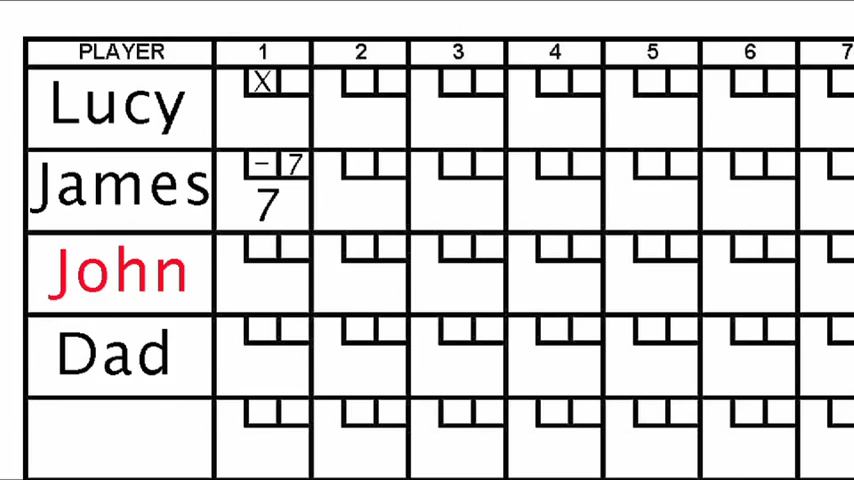 PLAYER 1 2 3 4 5 6 7
Lucy X
James - 7
7
John
Dad